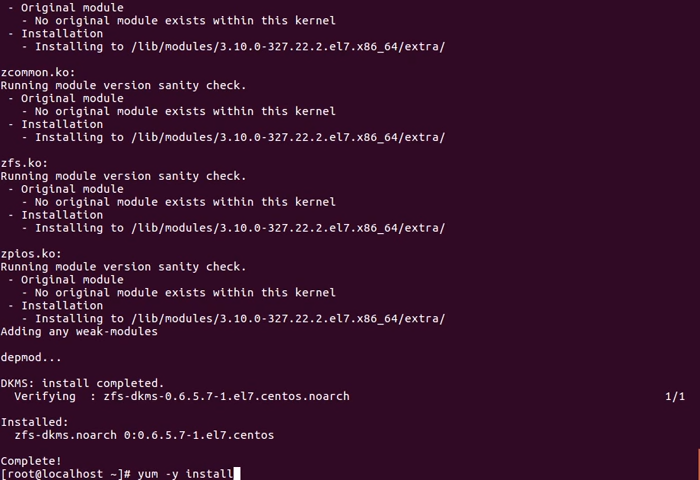 - Original module
- No original module exists within this kernel
- Installation
- Installing to /lib/modules/3.10.0-327.22.2.el7.x86_64/extra/
zcommon.ko:
Running module version sanity check.
- Original module
- No original module exists within this kernel
- Installation
- Installing to /lib/modules/3.10.0-327.22.2.el7.x86_64/extra/
zfs.ko:
Running module version sanity check.
- Original module
- No original module exists within this kernel
- Installation
- Installing to /lib/modules/3.10.0-327.22.2.el7.x86_64/extra/
zpios.ko:
Running module version sanity check.
- Original module
- No original module exists within this kernel
- Installation
- Installing to /lib/modules/3.10.0-327.22.2.el7.x86_64/extra/
Adding any weak-modules
depmod...
DKMS: install completed.
Verifying  : zfs-dkms-0.6.5.7-1.el7.centos.noarch 1/1
Installed:
zfs-dkms.noarch 0:0.6.5.7-1.el7.centos
Complete!
[root@localhost ~]# yum -y install